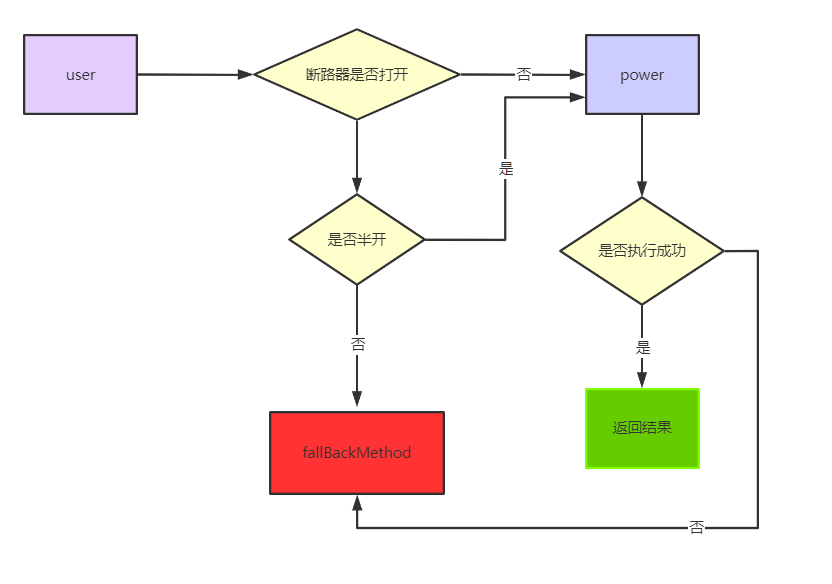 user
断路器是否打开
否
power
是
是否半开
是否执行成功
否
是
返回结果
fallBackMethod
否